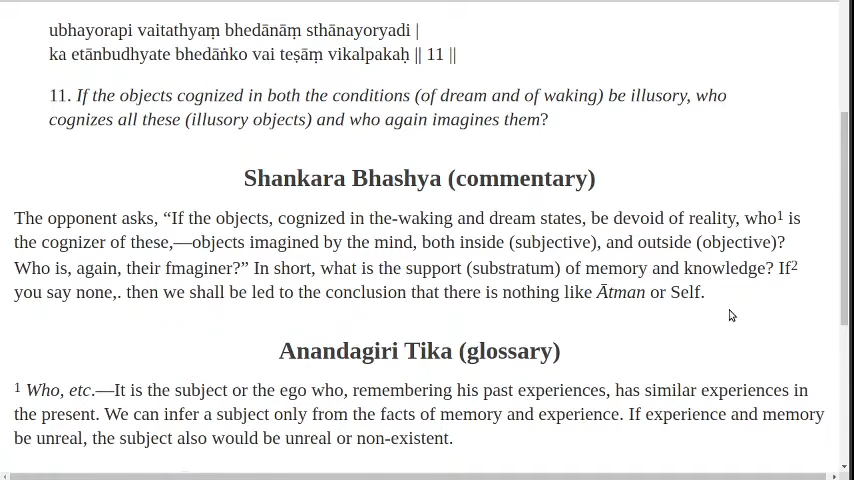 ubhayorapi vaitathyaṃ bhedānāṃ sthānayoryadi |
ka etānbudhyate bhedāṅko vai teṣāṃ vikalpakaḥ || 11 ||
11. If the objects cognized in both the conditions (of dream and of waking) be illusory, who
cognizes all these (illusory objects) and who again imagines them?
Shankara Bhashya (commentary)
The opponent asks, “If the objects, cognized in the-waking and dream states, be devoid of reality, who1 is
the cognizer of these,—objects imagined by the mind, both inside (subjective), and outside (objective)?
Who is, again, their fmaginer?” In short, what is the support (substratum) of memory and knowledge? If2
you say none,. then we shall be led to the conclusion that there is nothing like Ātman or Self.
Anandagiri Tika (glossary)
1 Who, etc.—It is the subject or the ego who, remembering his past experiences, has similar experiences in
the present. We can infer a subject only from the facts of memory and experience. If experience and memory
be unreal, the subject also would be unreal or non-existent.